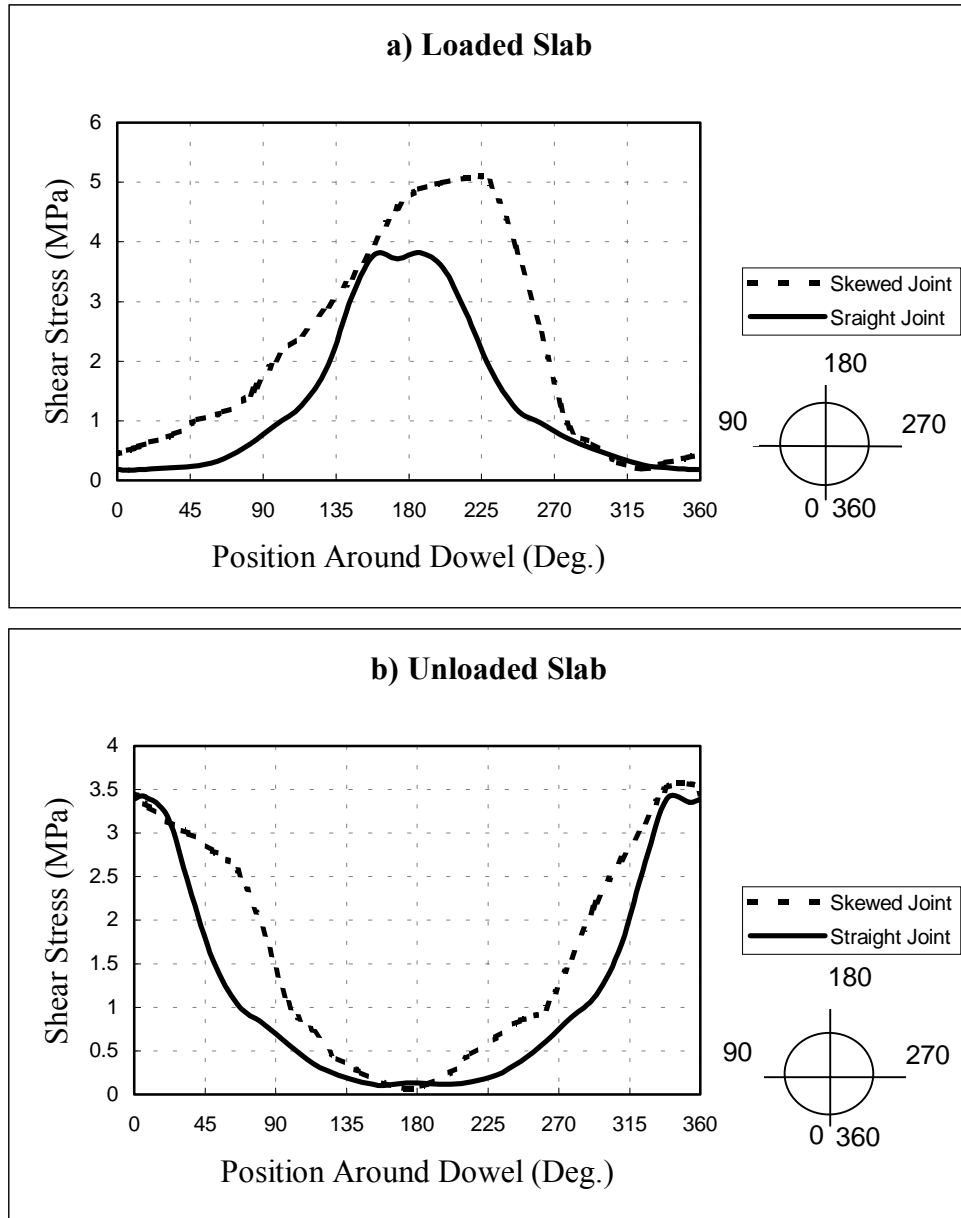 a) Loaded Slab
6
5
4
3
2
1
0
Shear Stress (MPa)
0 45 90 135 180 225 270 315 360
Position Around Dowel (Deg.)
Skewed Joint
Sraight Joint
180
90 270
0 360
b) Unloaded Slab
4
3.5
3
2.5
2
1.5
1
0.5
0
Shear Stress (MPa)
0 45 90 135 180 225 270 315 360
Position Around Dowel (Deg.)
Skewed Joint
Straight Joint
180
90 270
0 360